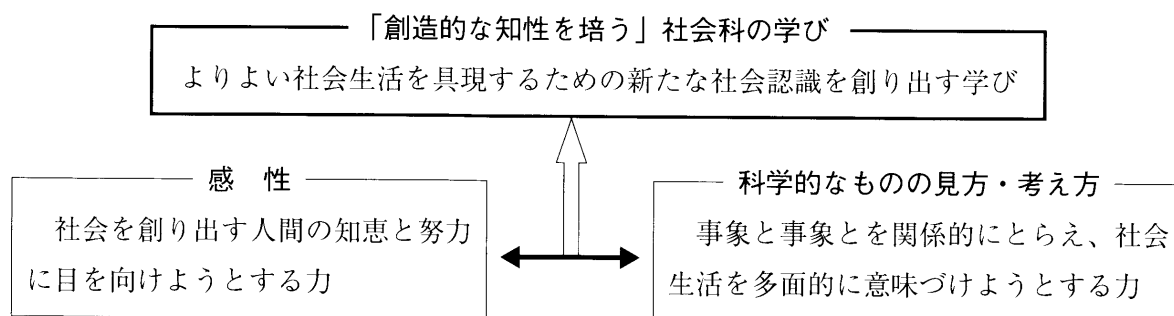 「創造的な知性を培う」社会科の学び
よりよい社会生活を具現するための新たな社会認識を創り出す学び
感　性
社会を創り出す人間の知恵と努力
に目を向けようとする力
科学的なものの見方・考え方
事象と事象とを関係的にとらえ、社会
生活を多面的に意味づけようとする力